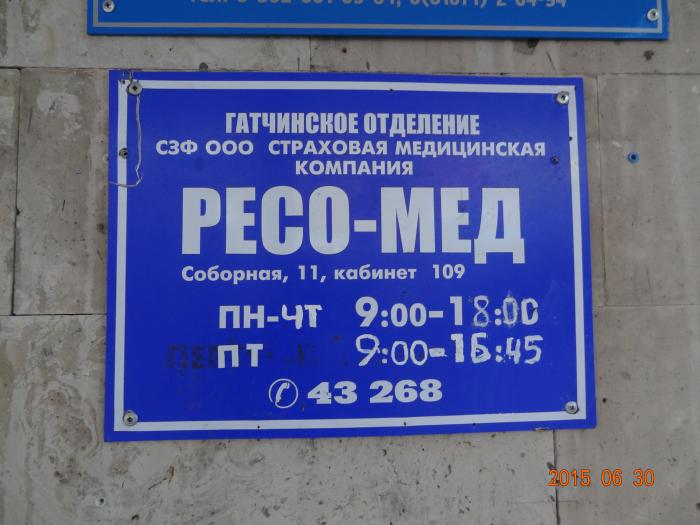 ГАТЧИНСКОЕ ОТДЕЛЕНИЕ
СЗФ ООО СТРАХОВАЯ МЕДИЦИНСКАЯ
КОМПАНИЯ
РЕСО-МЕД
Соборная, 11, кабинет 109
ПН-ЧТ 9:00-18:00
ПТ 9:00-16:45
✆ 43 268
2015 06 30